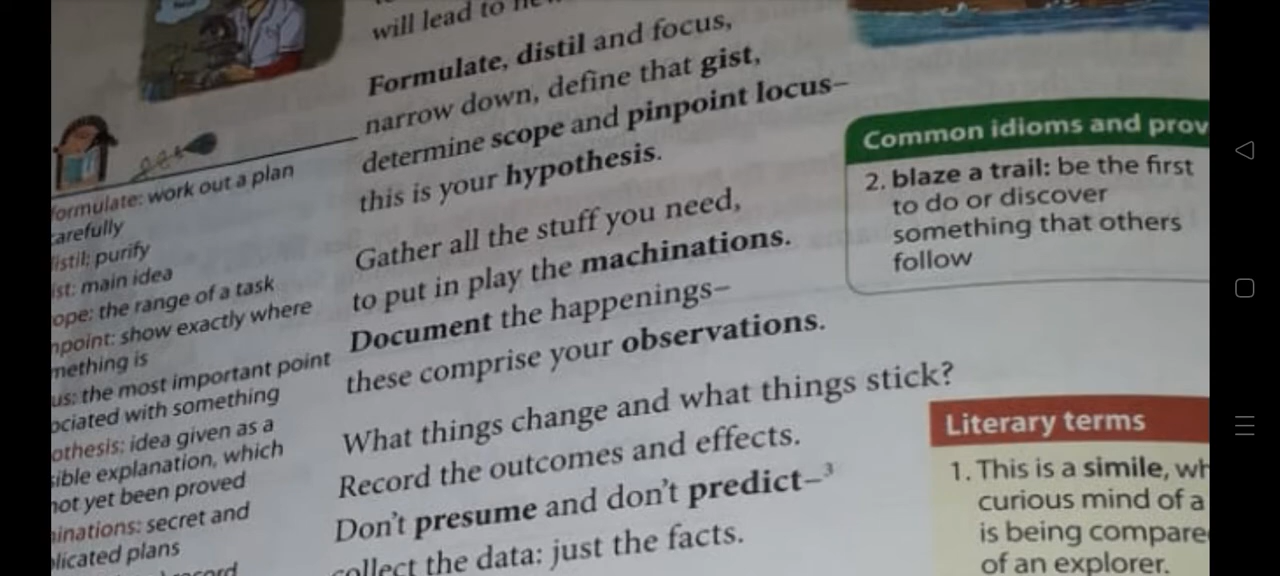 will lead to
Formulate, distil and focus,
narrow down, define that gist,
determine scope and pinpoint locus–
this is your hypothesis.
Gather all the stuff you need,
to put in play the machinations.
Document the happenings–
these comprise your observations.
What things change and what things stick?
Record the outcomes and effects.
Don't presume and don't predict–3
collect the data: just the facts.
formulate: work out a plan
carefully
distil: purify
gist: main idea
scope: the range of a task
pinpoint: show exactly where
something is
locus: the most important point
associated with something
hypothesis: idea given as a
possible explanation, which
not yet been proved
machinations: secret and
complicated plans
Common idioms and prov
2. blaze a trail: be the first
to do or discover
something that others
follow
Literary terms
1. This is a simile, wh
curious mind of a
is being compare
of an explorer.